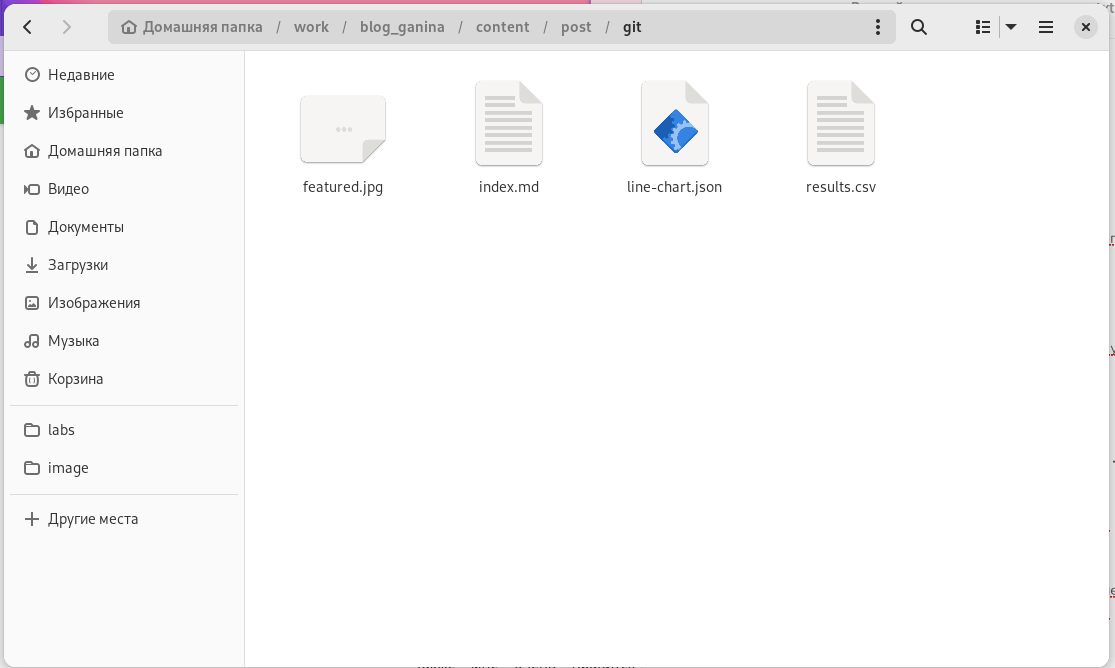 Домашняя папка / work / blog_ganina / content / post / git
Недавние
Избранные
Домашняя папка
Видео
Документы
Загрузки
Изображения
Музыка
Корзина
labs
image
Другие места
featured.jpg
index.md
line-chart.json
results.csv